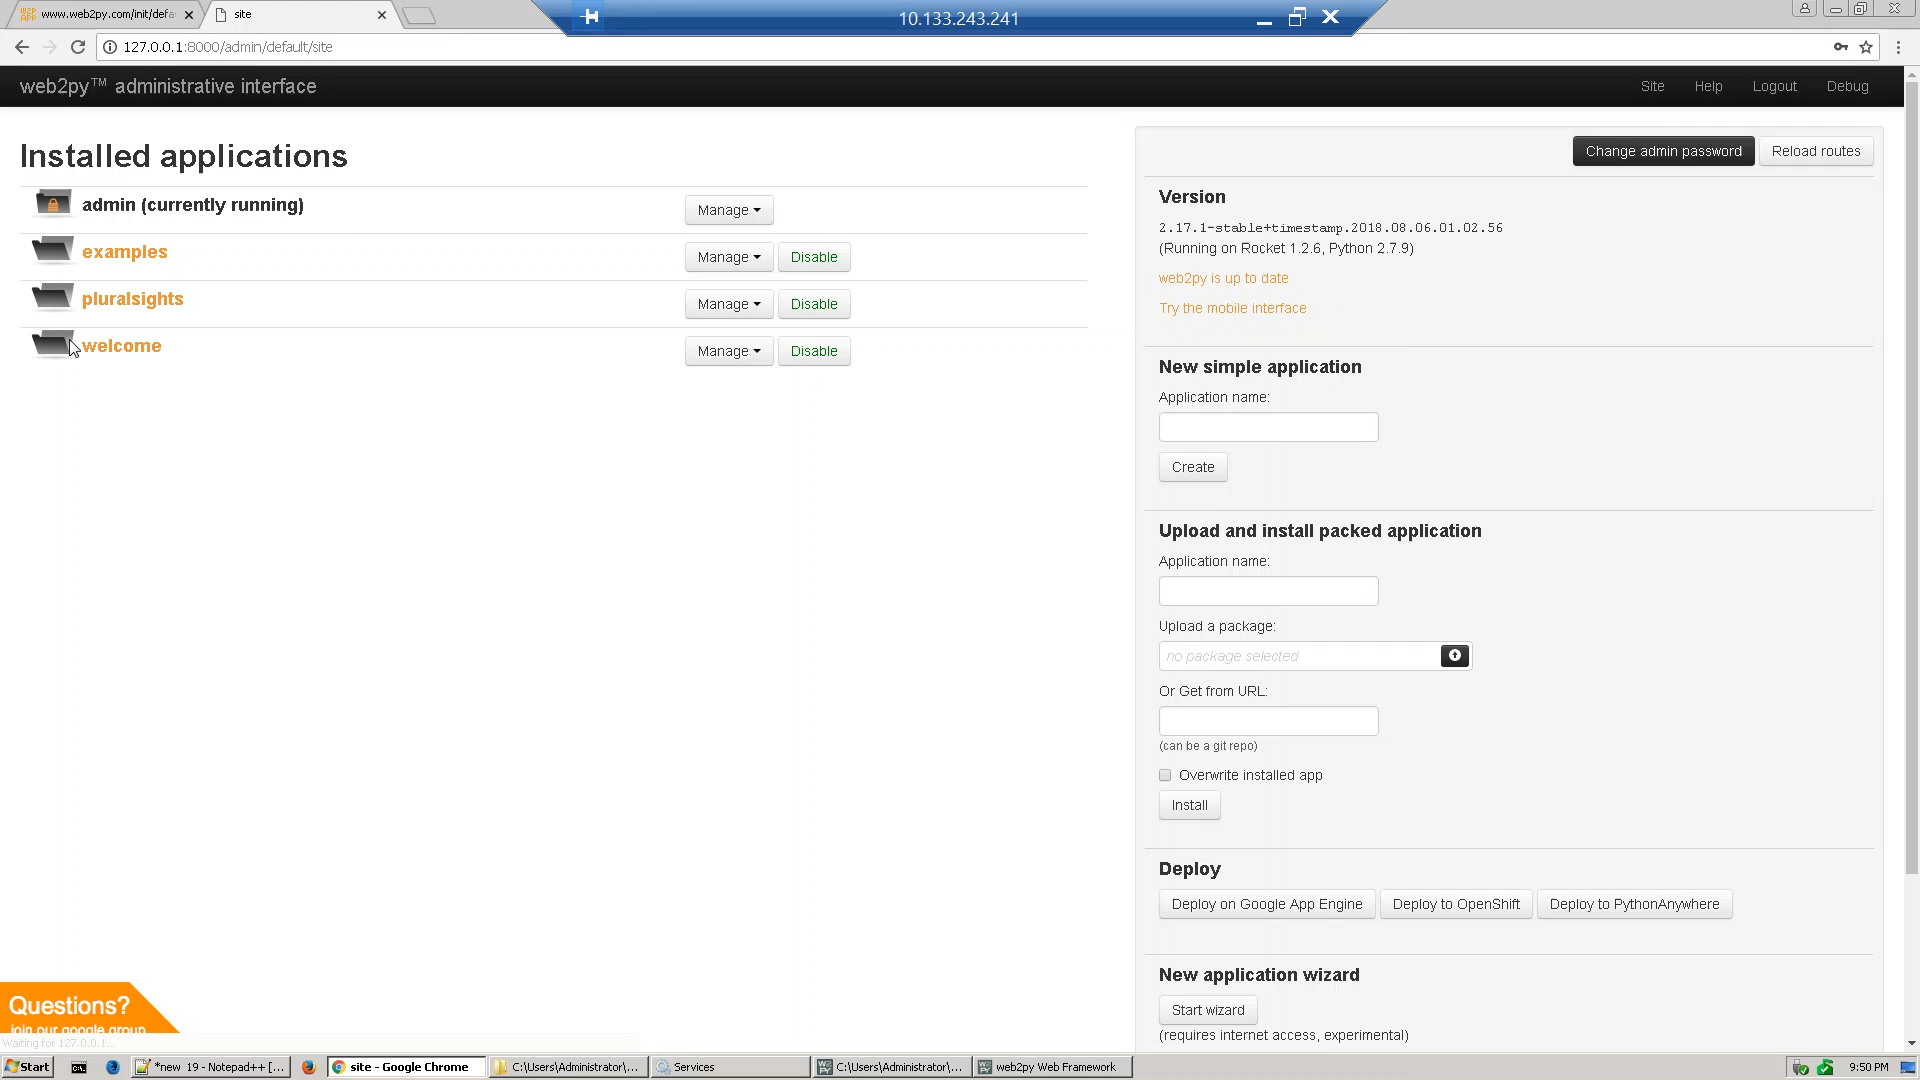 www.web2py.com/init/defa
site
10.133.243.241
127.0.0.1:8000/admin/default/site
web2py™ administrative interface
Site
Help
Logout
Debug
Installed applications
admin (currently running)
Manage
examples
Manage
Disable
pluralsights
Manage
Disable
welcome
Manage
Disable
Change admin password
Reload routes
Version
2.17.1-stable+timestamp.2018.08.06.01.02.56
(Running on Rocket 1.2.6, Python 2.7.9)
web2py is up to date
Try the mobile interface
New simple application
Application name:
Create
Upload and install packed application
Application name:
Upload a package:
no package selected
Or Get from URL:
(can be a git repo)
Overwrite installed app
Install
Deploy
Deploy on Google App Engine
Deploy to OpenShift
Deploy to PythonAnywhere
New application wizard
Start wizard
(requires internet access, experimental)
Questions?
join our google group
Waiting for 127.0.0.1...
Start
*new 19 - Notepad++ [...
site - Google Chrome
C:\Users\Administrator\...
Services
C:\Users\Administrator\...
web2py Web Framework
9:50 PM